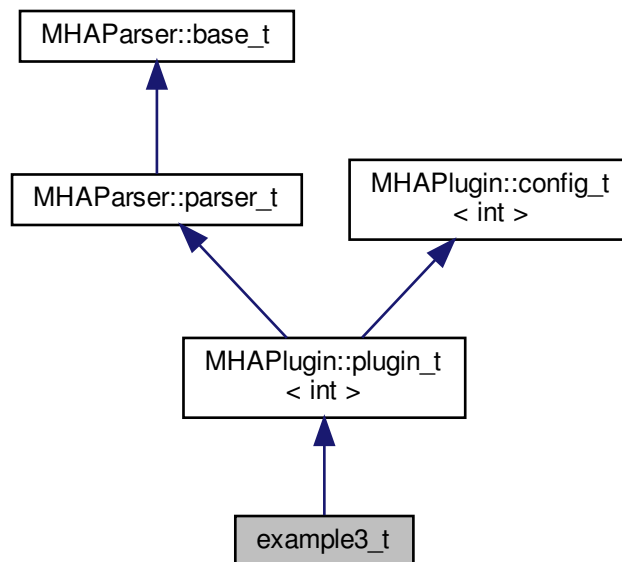 MHAParser::base_t
MHAParser::parser_t
MHAPlugin::config_t
< int >
MHAPlugin::plugin_t
< int >
example3_t